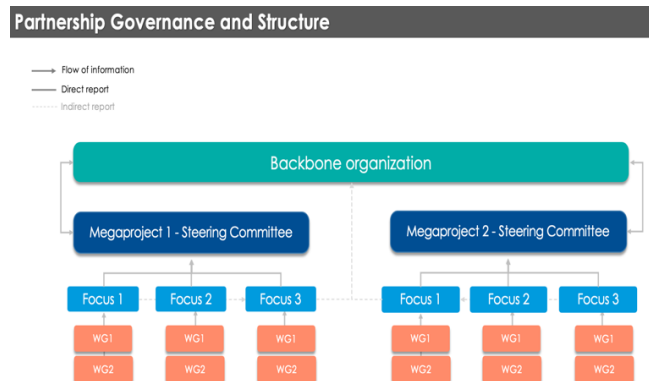 Partnership Governance and Structure
Flow of information
Direct report
Indirect report
Backbone organization
Megaproject 1 - Steering Committee
Megaproject 2 - Steering Committee
Focus 1
Focus 2
Focus 3
Focus 1
Focus 2
Focus 3
WG1
WG1
WG1
WG1
WG1
WG1
WG2
WG2
WG2
WG2
WG2
WG2